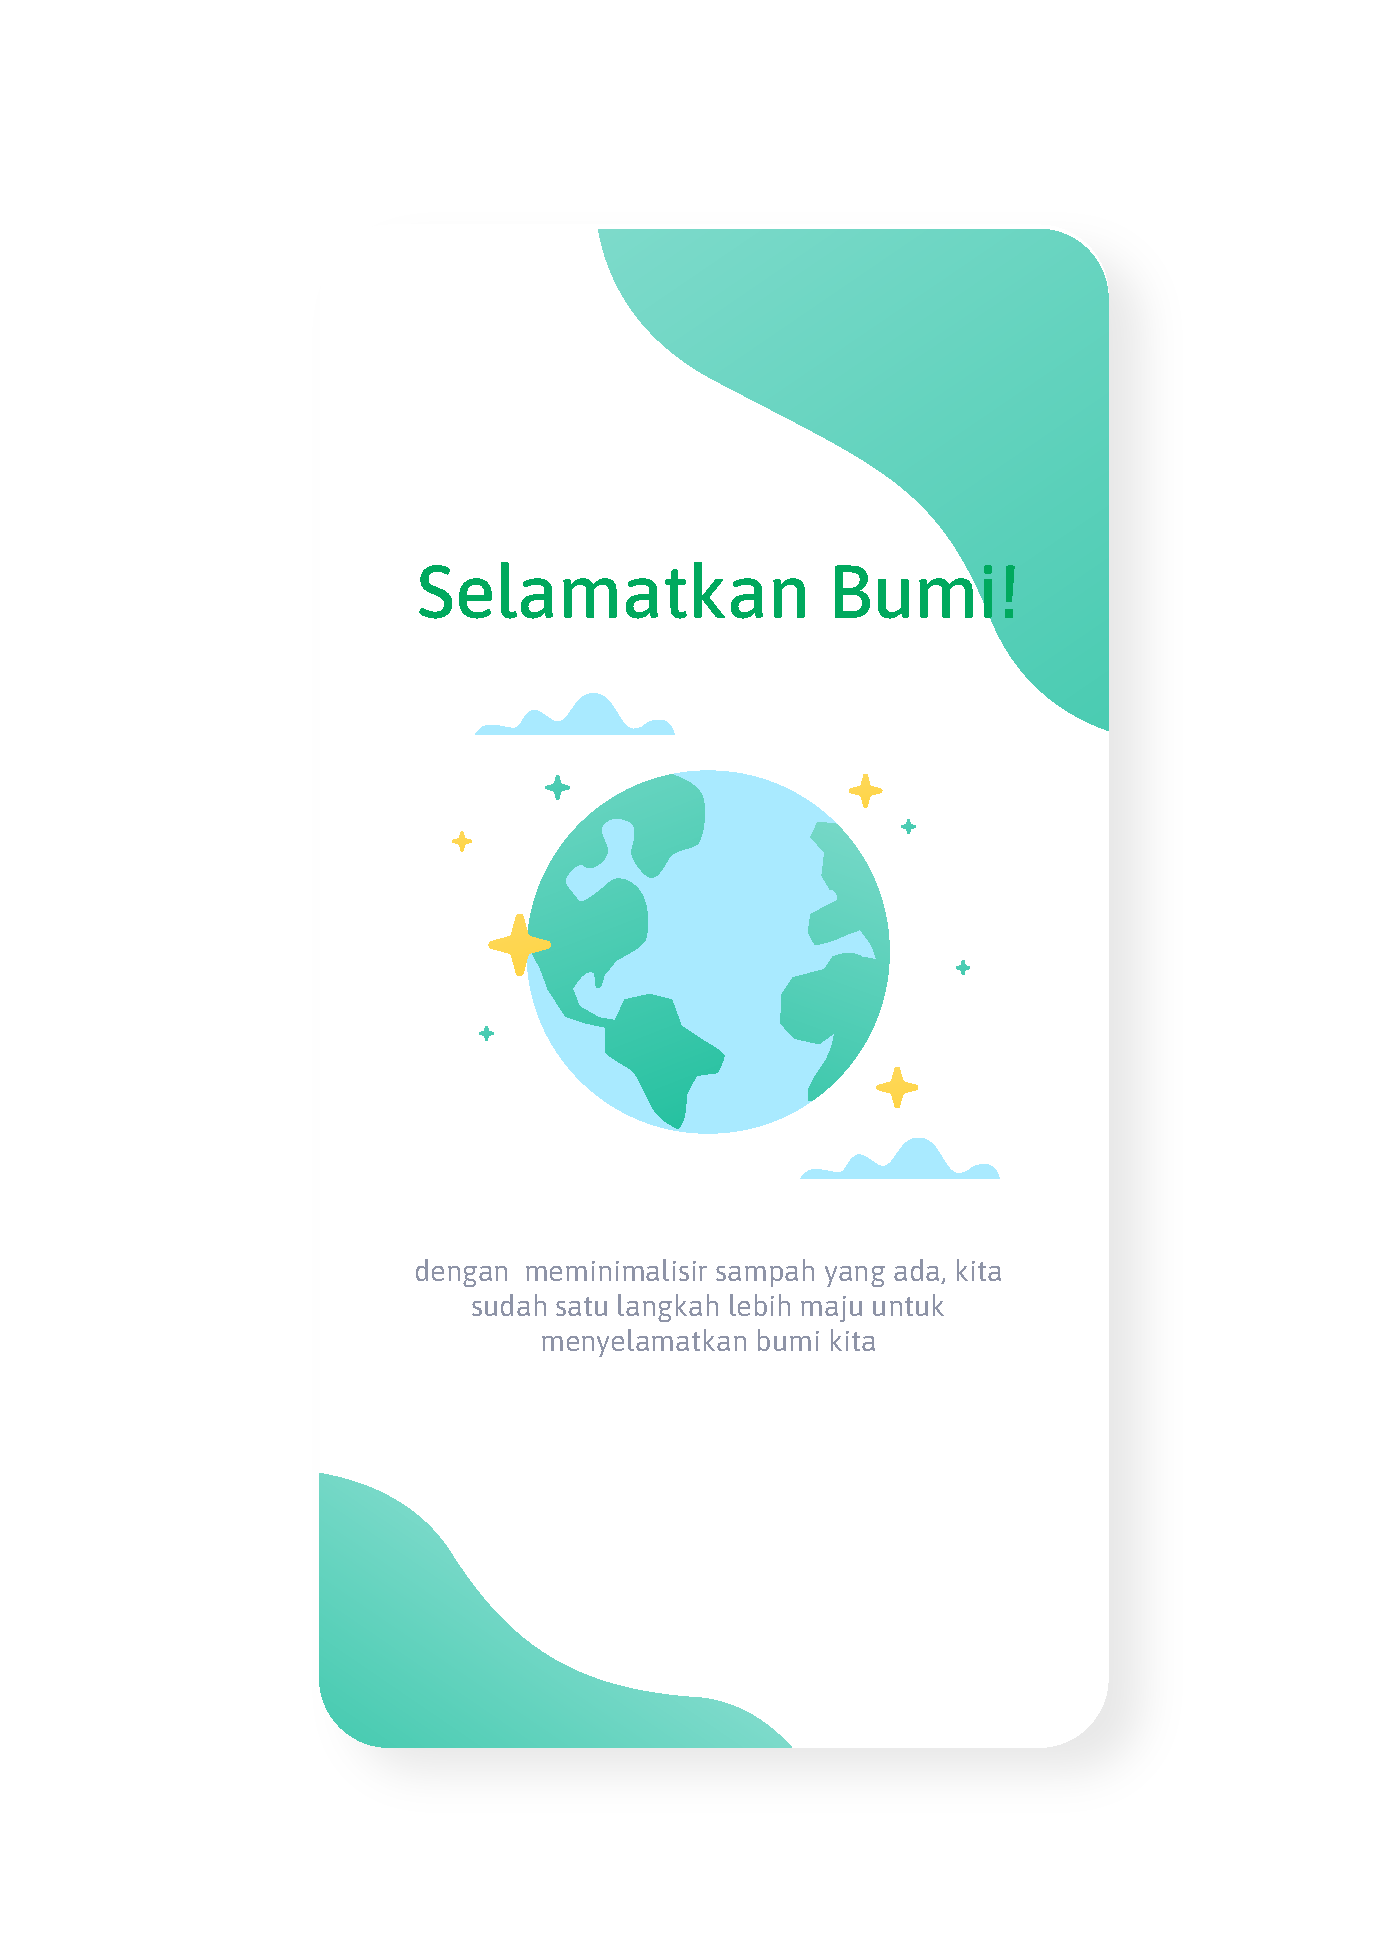 Selamatkan Bumi!
dengan  meminimalisir sampah yang ada, kita
sudah satu langkah lebih maju untuk
menyelamatkan bumi kita